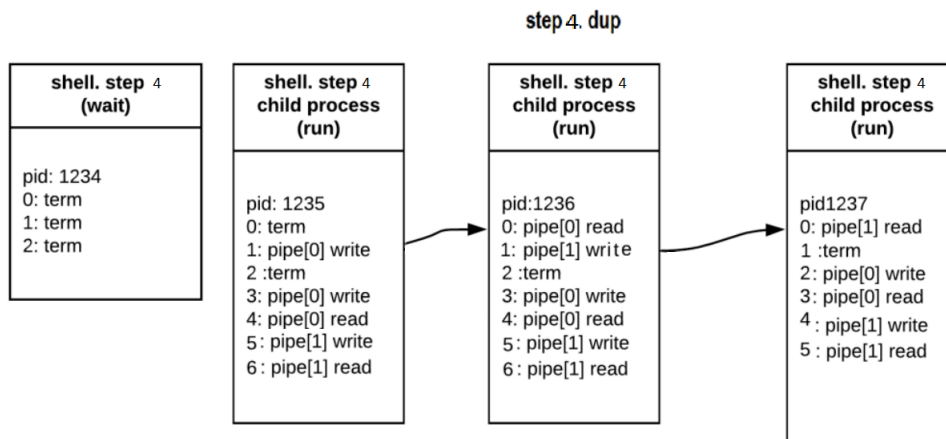 step 4. dup
shell. step 4
(wait)
pid: 1234
0: term
1: term
2: term
shell. step 4
child process
(run)
pid: 1235
0: term
1: pipe[0] write
2 :term
3: pipe[0] write
4: pipe[0] read
5 : pipe[1] write
6 : pipe[1] read
shell. step 4
child process
(run)
pid:1236
0: pipe[0] read
1: pipe[1] write
2 :term
3: pipe[0] write
4: pipe[0] read
5 : pipe[1] write
6 : pipe[1] read
shell. step 4
child process
(run)
pid1237
0: pipe[1] read
1 :term
2: pipe[0] write
3: pipe[0] read
4 : pipe[1] write
5 : pipe[1] read